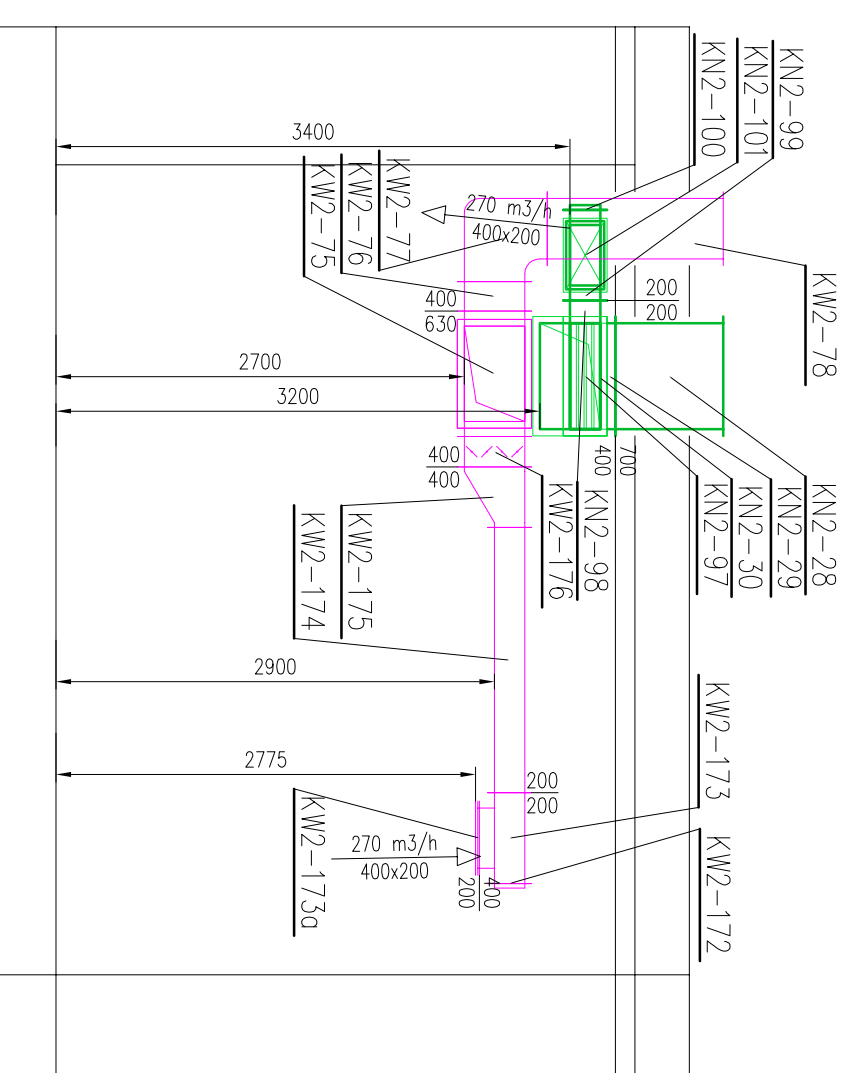 KN2-99
KN2-101
KN2-100
3400
KW2-77
KW2-76
KW2-75
270 m3/h
400x200
KW2-78
200
200
400
630
2700
3200
400
400
700
400
KN2-28
KN2-29
KN2-30
KN2-97
KN2-98
KW2-176
KW2-175
KW2-174
2900
KW2-173
2775
200
200
KW2-173a
270 m3/h
400x200
400
200
KW2-172